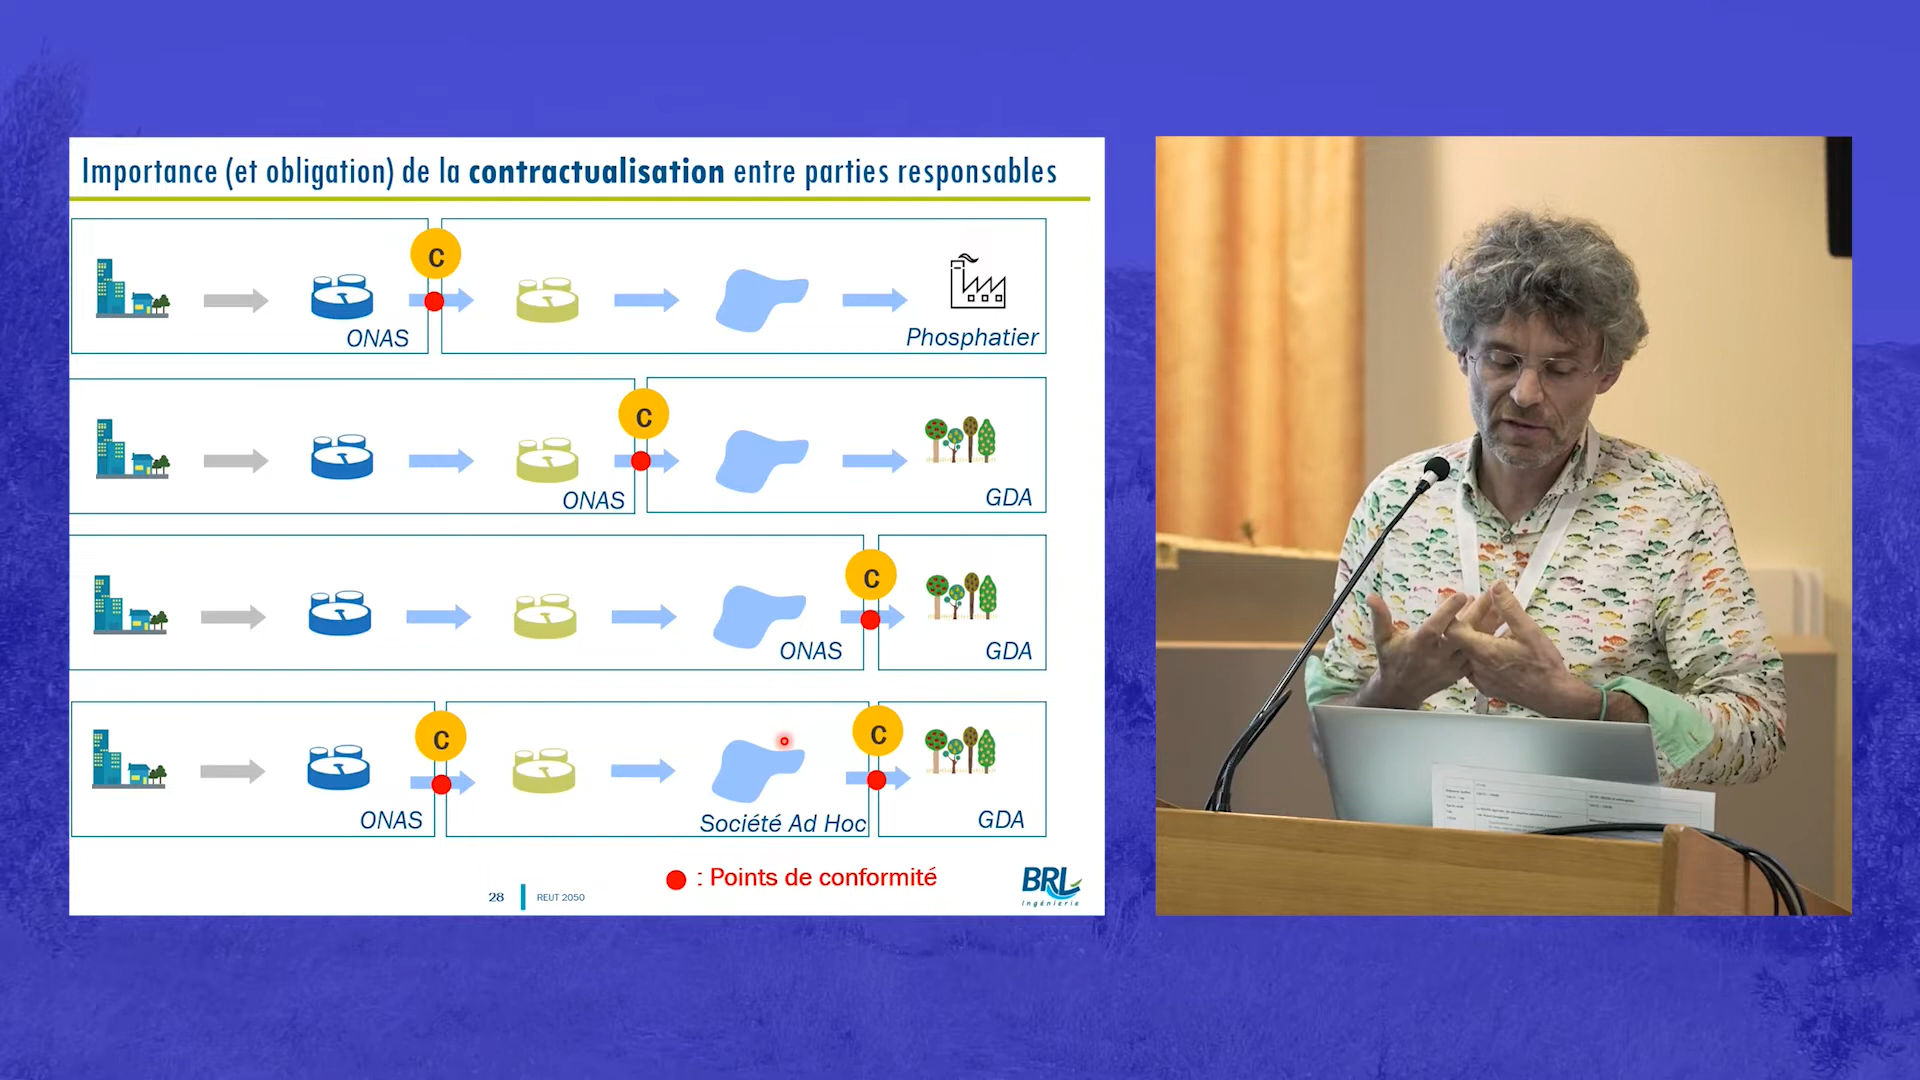 Importance (et obligation) de la contractualisation entre parties responsables
C
ONAS
Phosphatier
C
ONAS
GDA
C
ONAS
GDA
C
C
ONAS
Société Ad Hoc
GDA
: Points de conformité
28
REUT 2050
BRL
Ingénierie